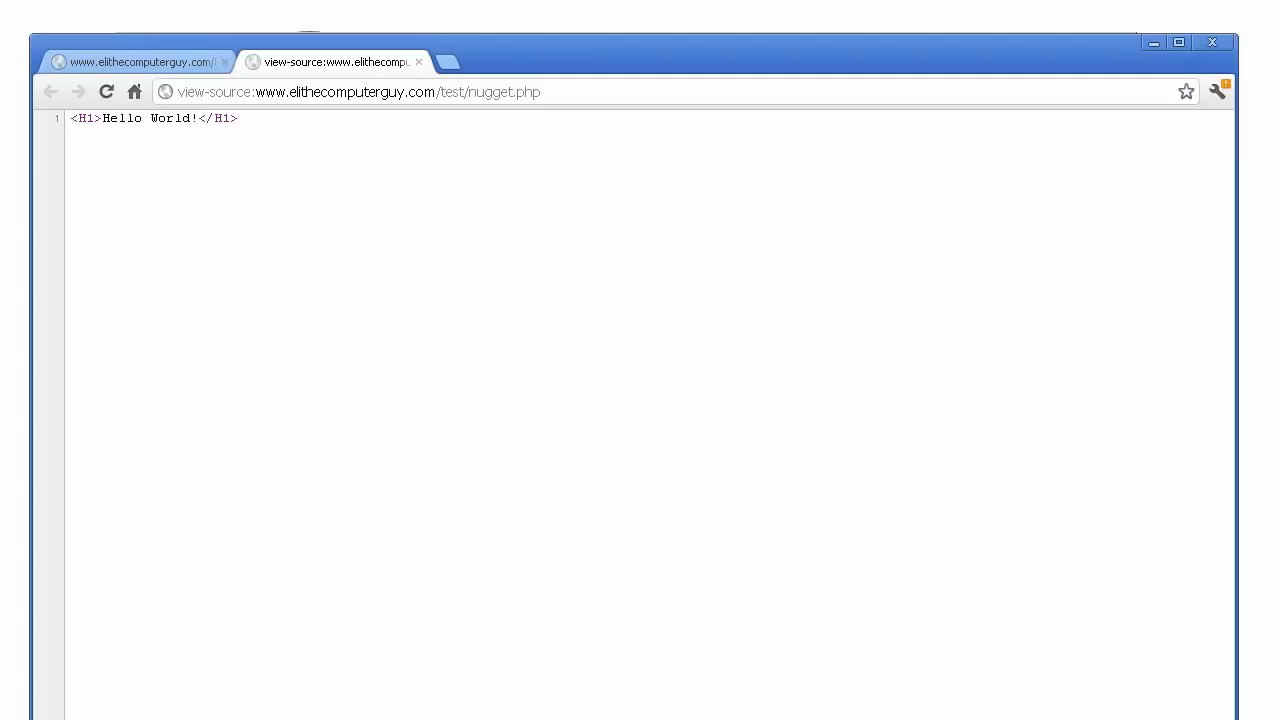 www.elithecomputerguy.com/
view-source:www.elithecompu
view-source:www.elithecomputerguy.com/test/nugget.php
1 <H1>Hello World!</H1>